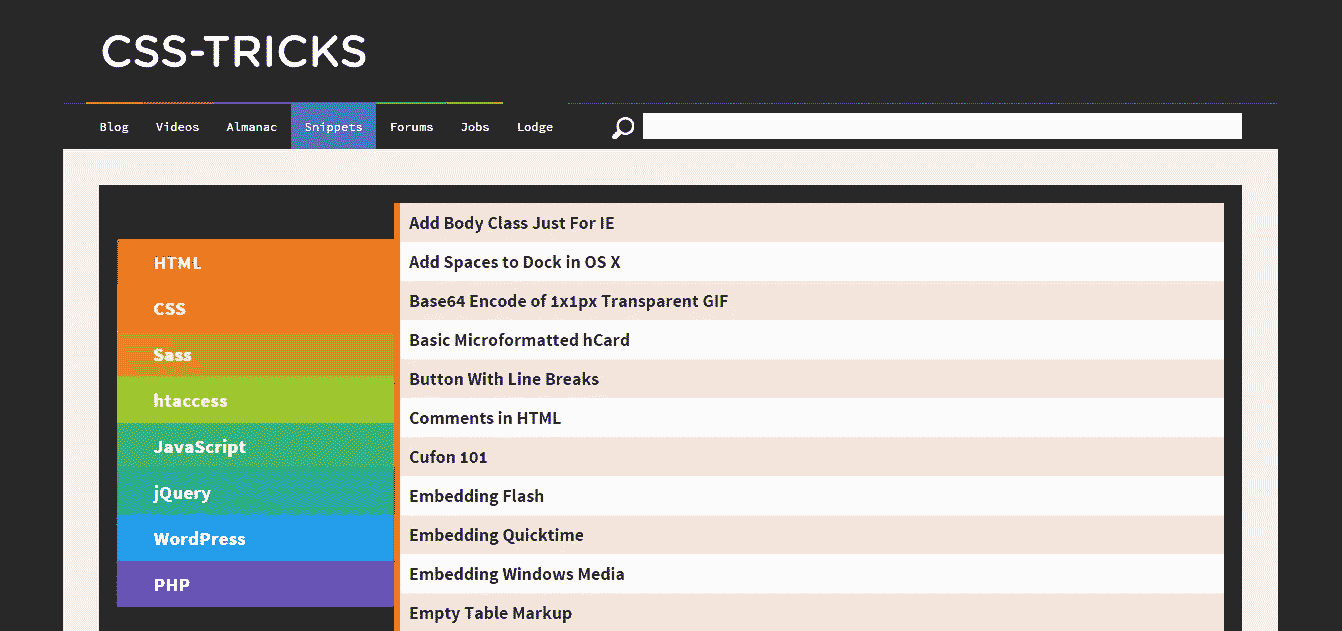 CSS-TRICKS
Blog Videos Almanac Snippets Forums Jobs Lodge
HTML
CSS
Sass
htaccess
JavaScript
jQuery
WordPress
PHP
Add Body Class Just For IE
Add Spaces to Dock in OS X
Base64 Encode of 1x1px Transparent GIF
Basic Microformatted hCard
Button With Line Breaks
Comments in HTML
Cufon 101
Embedding Flash
Embedding Quicktime
Embedding Windows Media
Empty Table Markup